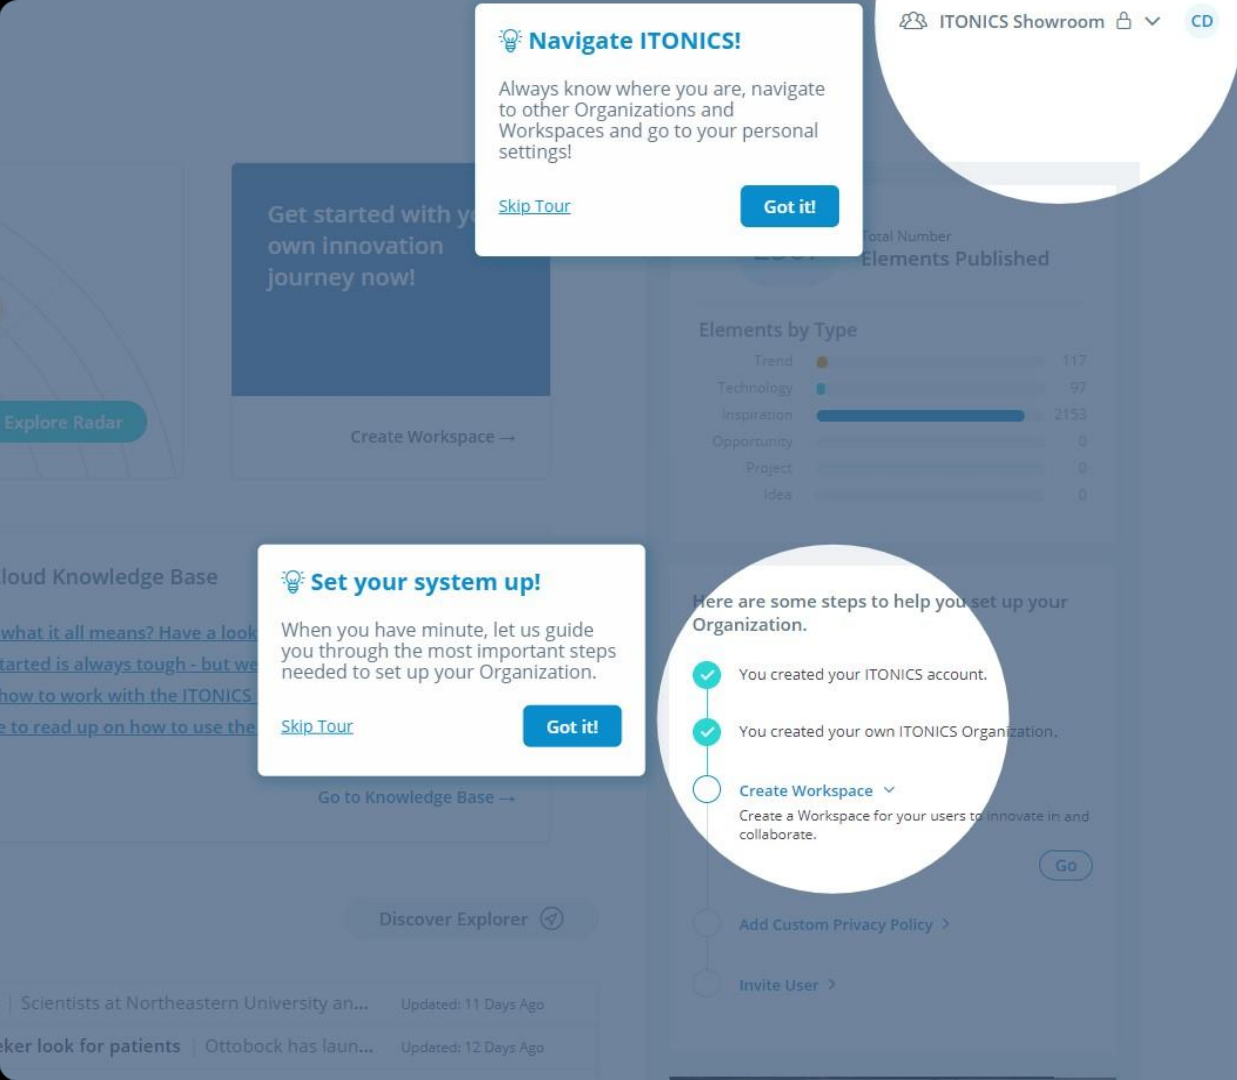 ITONICS Showroom
CD
Navigate ITONICS!
Always know where you are, navigate
to other Organizations and
Workspaces and go to your personal
settings!
Skip Tour
Got it!
Get started with
own innovation
journey now!
Create Workspace →
Explore Radar
Total Number
Elements Published
Elements by Type
Trend 117
Technology 97
Inspiration 2153
Opportunity 0
Project 0
Idea 0
Knowledge Base
what it all means? Have a look
is always tough - but we
how to work with the ITONICS
to read up on how to use the
Go to Knowledge Base →
Set your system up!
When you have minute, let us guide
you through the most important steps
needed to set up your Organization.
Skip Tour
Got it!
Here are some steps to help you set up your
Organization.
You created your ITONICS account.
You created your own ITONICS Organization.
Create Workspace
Create a Workspace for your users to innovate in and
collaborate.
Go
Add Custom Privacy Policy >
Invite User >
Discover Explorer
| Scientists at Northeastern University an... Updated: 11 Days Ago
look for patients | Ottobock has laun... Updated: 12 Days Ago